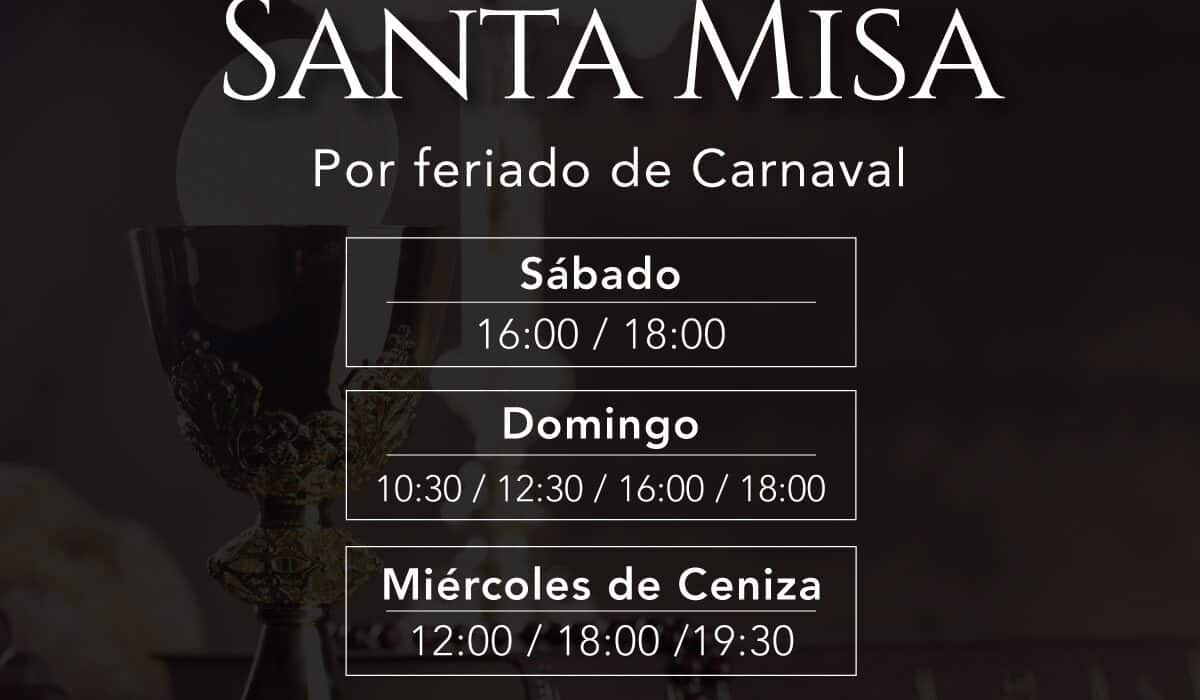 SANTA MISA
Por feriado de Carnaval
Sábado
16:00 / 18:00
Domingo
10:30 / 12:30 / 16:00 / 18:00
Miércoles de Ceniza
12:00 / 18:00 /19:30